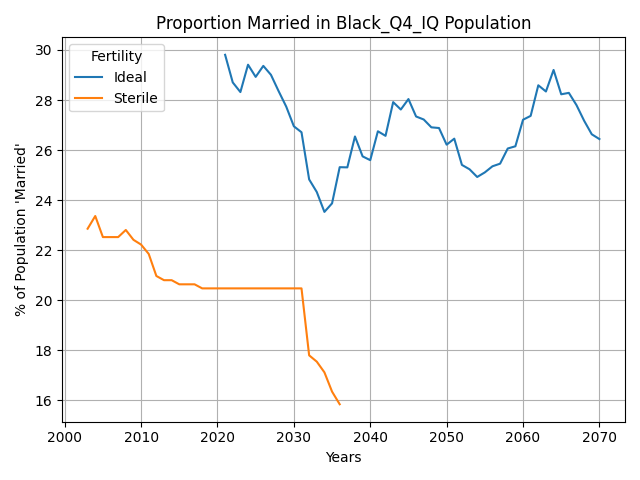 Proportion Married in Black_Q4_IQ Population
% of Population 'Married'
30
28
26
24
22
20
18
16
Fertility
Ideal
Sterile
2000 2010 2020 2030 2040 2050 2060 2070
Years